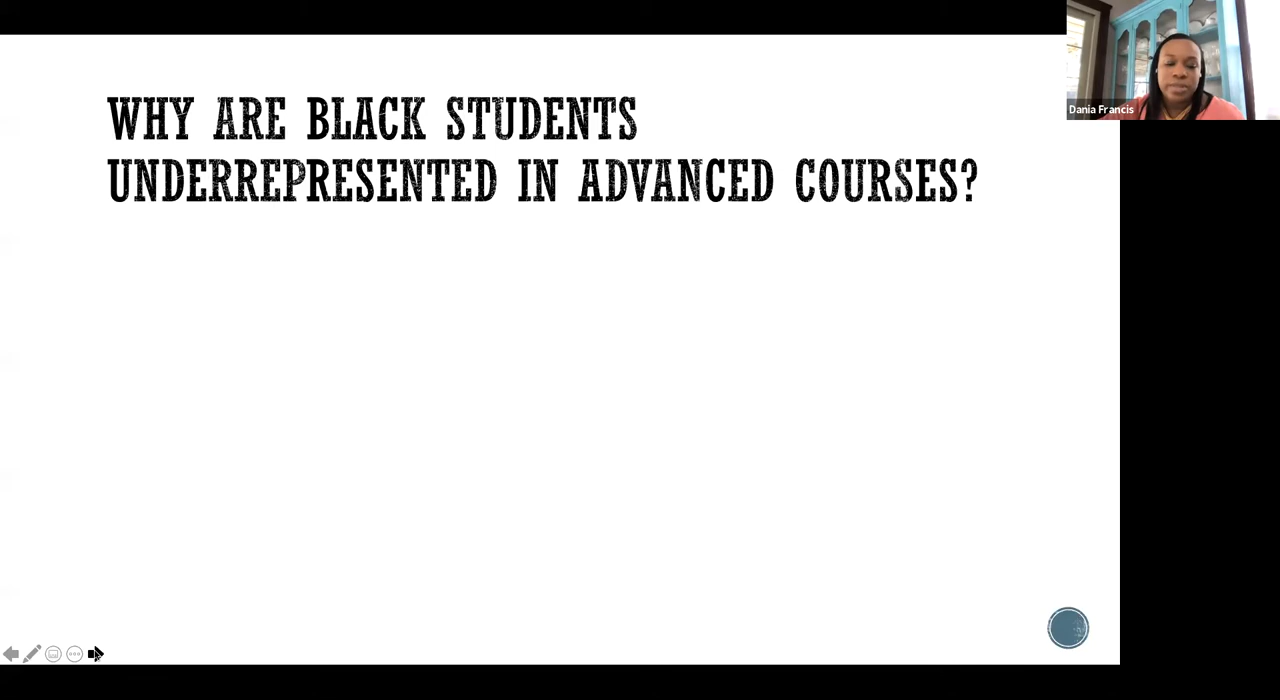 WHY ARE BLACK STUDENTS
UNDERREPRESENTED IN ADVANCED COURSES?
Dania Francis